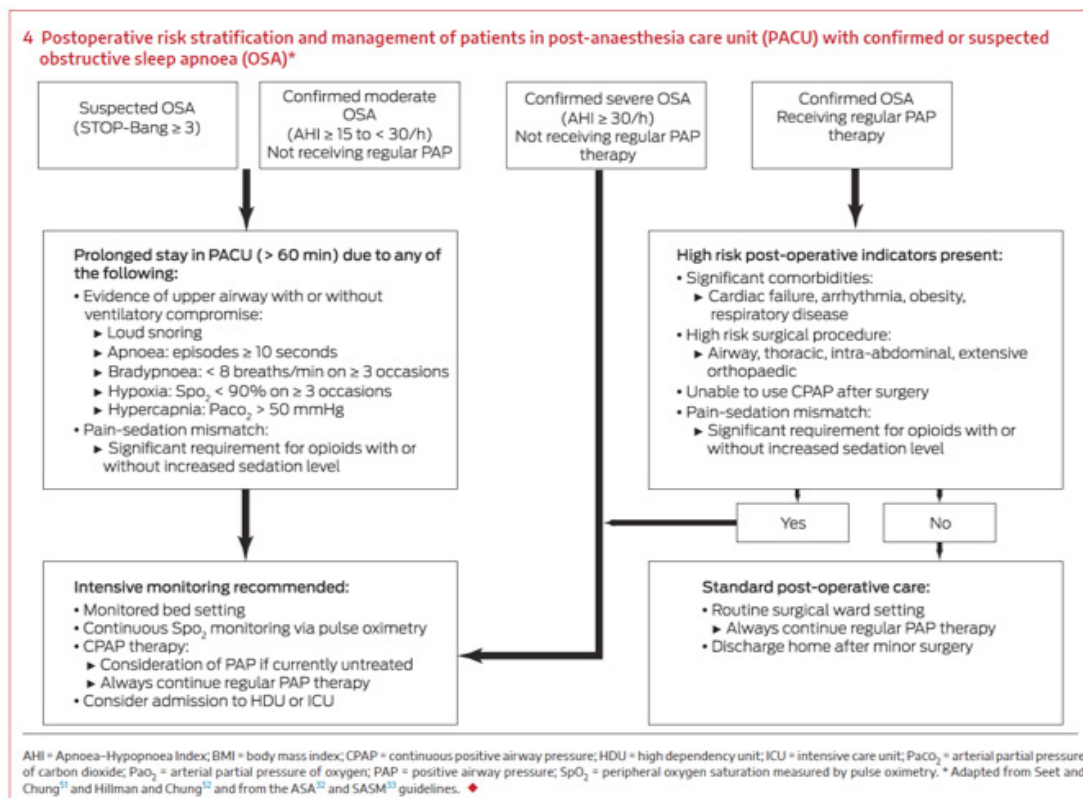 4 Postoperative risk stratification and management of patients in post-anaesthesia care unit (PACU) with confirmed or suspected
obstructive sleep apnoea (OSA)*
Suspected OSA
(STOP-Bang ≥ 3)
Confirmed moderate
OSA
(AHI ≥ 15 to < 30/h)
Not receiving regular PAP
Confirmed severe OSA
(AHI ≥ 30/h)
Not receiving regular PAP
therapy
Confirmed OSA
Receiving regular PAP
therapy
Prolonged stay in PACU (> 60 min) due to any of
the following:
• Evidence of upper airway with or without
ventilatory compromise:
► Loud snoring
► Apnoea: episodes ≥ 10 seconds
► Bradypnoea: < 8 breaths/min on ≥ 3 occasions
► Hypoxia: Spo₂ < 90% on ≥ 3 occasions
► Hypercapnia: Paco₂ > 50 mmHg
• Pain-sedation mismatch:
► Significant requirement for opioids with or
without increased sedation level
High risk post-operative indicators present:
• Significant comorbidities:
► Cardiac failure, arrhythmia, obesity,
respiratory disease
• High risk surgical procedure:
► Airway, thoracic, intra-abdominal, extensive
orthopaedic
• Unable to use CPAP after surgery
• Pain-sedation mismatch:
► Significant requirement for opioids with or
without increased sedation level
Yes
No
Intensive monitoring recommended:
• Monitored bed setting
• Continuous Spo₂ monitoring via pulse oximetry
• CPAP therapy:
► Consideration of PAP if currently untreated
► Always continue regular PAP therapy
• Consider admission to HDU or ICU
Standard post-operative care:
• Routine surgical ward setting
► Always continue regular PAP therapy
• Discharge home after minor surgery
AHI = Apnoea–Hypopnoea Index; BMI = body mass index; CPAP = continuous positive airway pressure; HDU = high dependency unit; ICU = intensive care unit; Paco₂ = arterial partial pressure
of carbon dioxide; Pao₂ = arterial partial pressure of oxygen; PAP = positive airway pressure; SpO₂ = peripheral oxygen saturation measured by pulse oximetry. * Adapted from Seet and
Chung⁵¹ and Hillman and Chung⁵² and from the ASA³² and SASM³³ guidelines. ◆